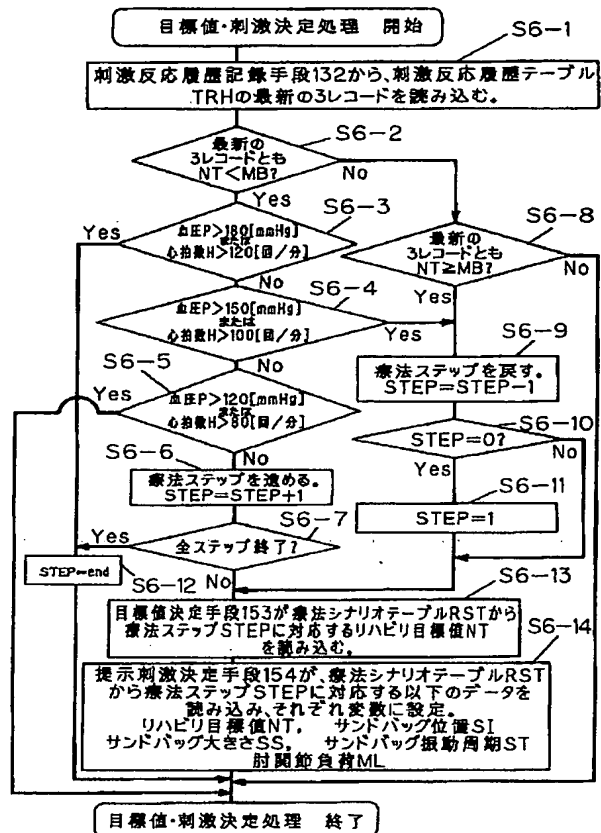 目標値・刺激決定処理 開始
S6-1
刺激反応履歴記録手段132から、刺激反応履歴テーブル
TRHの最新の3レコードを読み込む。
S6-2
最新の
3レコードとも
NT<MB?
No
Yes
S6-3
Yes
血圧P>180[mmHg]
または
心拍数H>120[回/分]
No
S6-8
最新の
3レコードとも
NT≧MB?
No
Yes
S6-4
血圧P>150[mmHg]
または
心拍数H>100[回/分]
Yes
No
S6-9
療法ステップを戻す。
STEP=STEP-1
S6-5
Yes
血圧P>120[mmHg]
または
心拍数H>80[回/分]
No
S6-10
STEP=0?
No
Yes
S6-6
療法ステップを進める。
STEP=STEP+1
S6-11
STEP=1
S6-7
Yes
全ステップ終了?
No
STEP=end
S6-12
S6-13
目標値決定手段153が療法シナリオテーブルRSTから
療法ステップSTEPに対応するリハビリ目標値NT
を読み込む。
S6-14
提示刺激決定手段154が、療法シナリオテーブルRST
から療法ステップSTEPに対応する以下のデータを
読み込み、それぞれ変数に設定。
リハビリ目標値NT, サンドバッグ位置SI
サンドバッグ大きさSS, サンドバッグ振動周期ST
肘関節負荷ML
目標値・刺激決定処理 終了